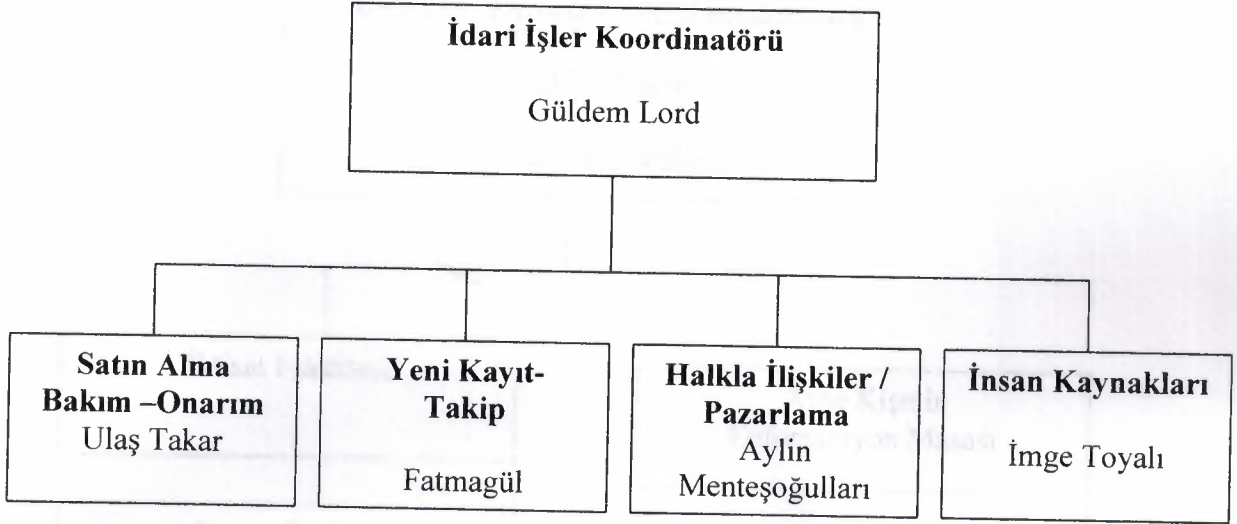 İdari İşler Koordinatörü
Güldem Lord
Satın Alma
Bakım –Onarım
Ulaş Takar
Yeni Kayıt-
Takip
Fatmagül
Halkla İlişkiler /
Pazarlama
Aylin
Menteşoğulları
İnsan Kaynakları
İmge Toyalı